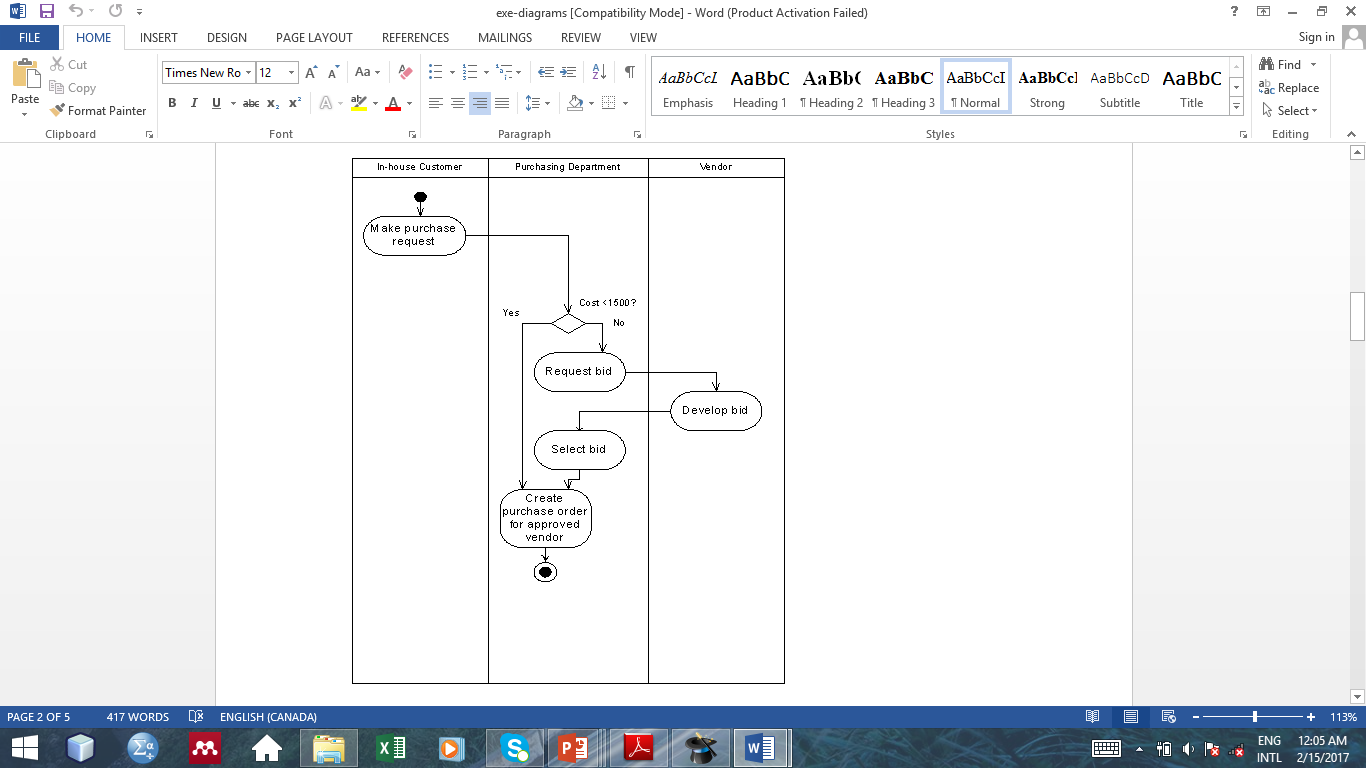 exe-diagrams [Compatibility Mode] - Word (Product Activation Failed)
FILE HOME INSERT DESIGN PAGE LAYOUT REFERENCES MAILINGS REVIEW VIEW Sign in
Paste
Cut
Copy
Format Painter
Clipboard
Times New Ro 12
Font
Paragraph
AaBbCcI AaBbC AaBb( AaBbC AaBbCcI AaBbCcI AaBbCcD AaBbC
Emphasis Heading 1 ¶ Heading 2 ¶ Heading 3 ¶ Normal Strong Subtitle Title
Styles
Find
Replace
Select
Editing
In-house Customer Purchasing Department Vendor
Make purchase
request
Cost <1500?
Yes
No
Request bid
Develop bid
Select bid
Create
purchase order
for approved
vendor
PAGE 2 OF 5 417 WORDS ENGLISH (CANADA) 113%
ENG 12:05 AM
INTL 2/15/2017